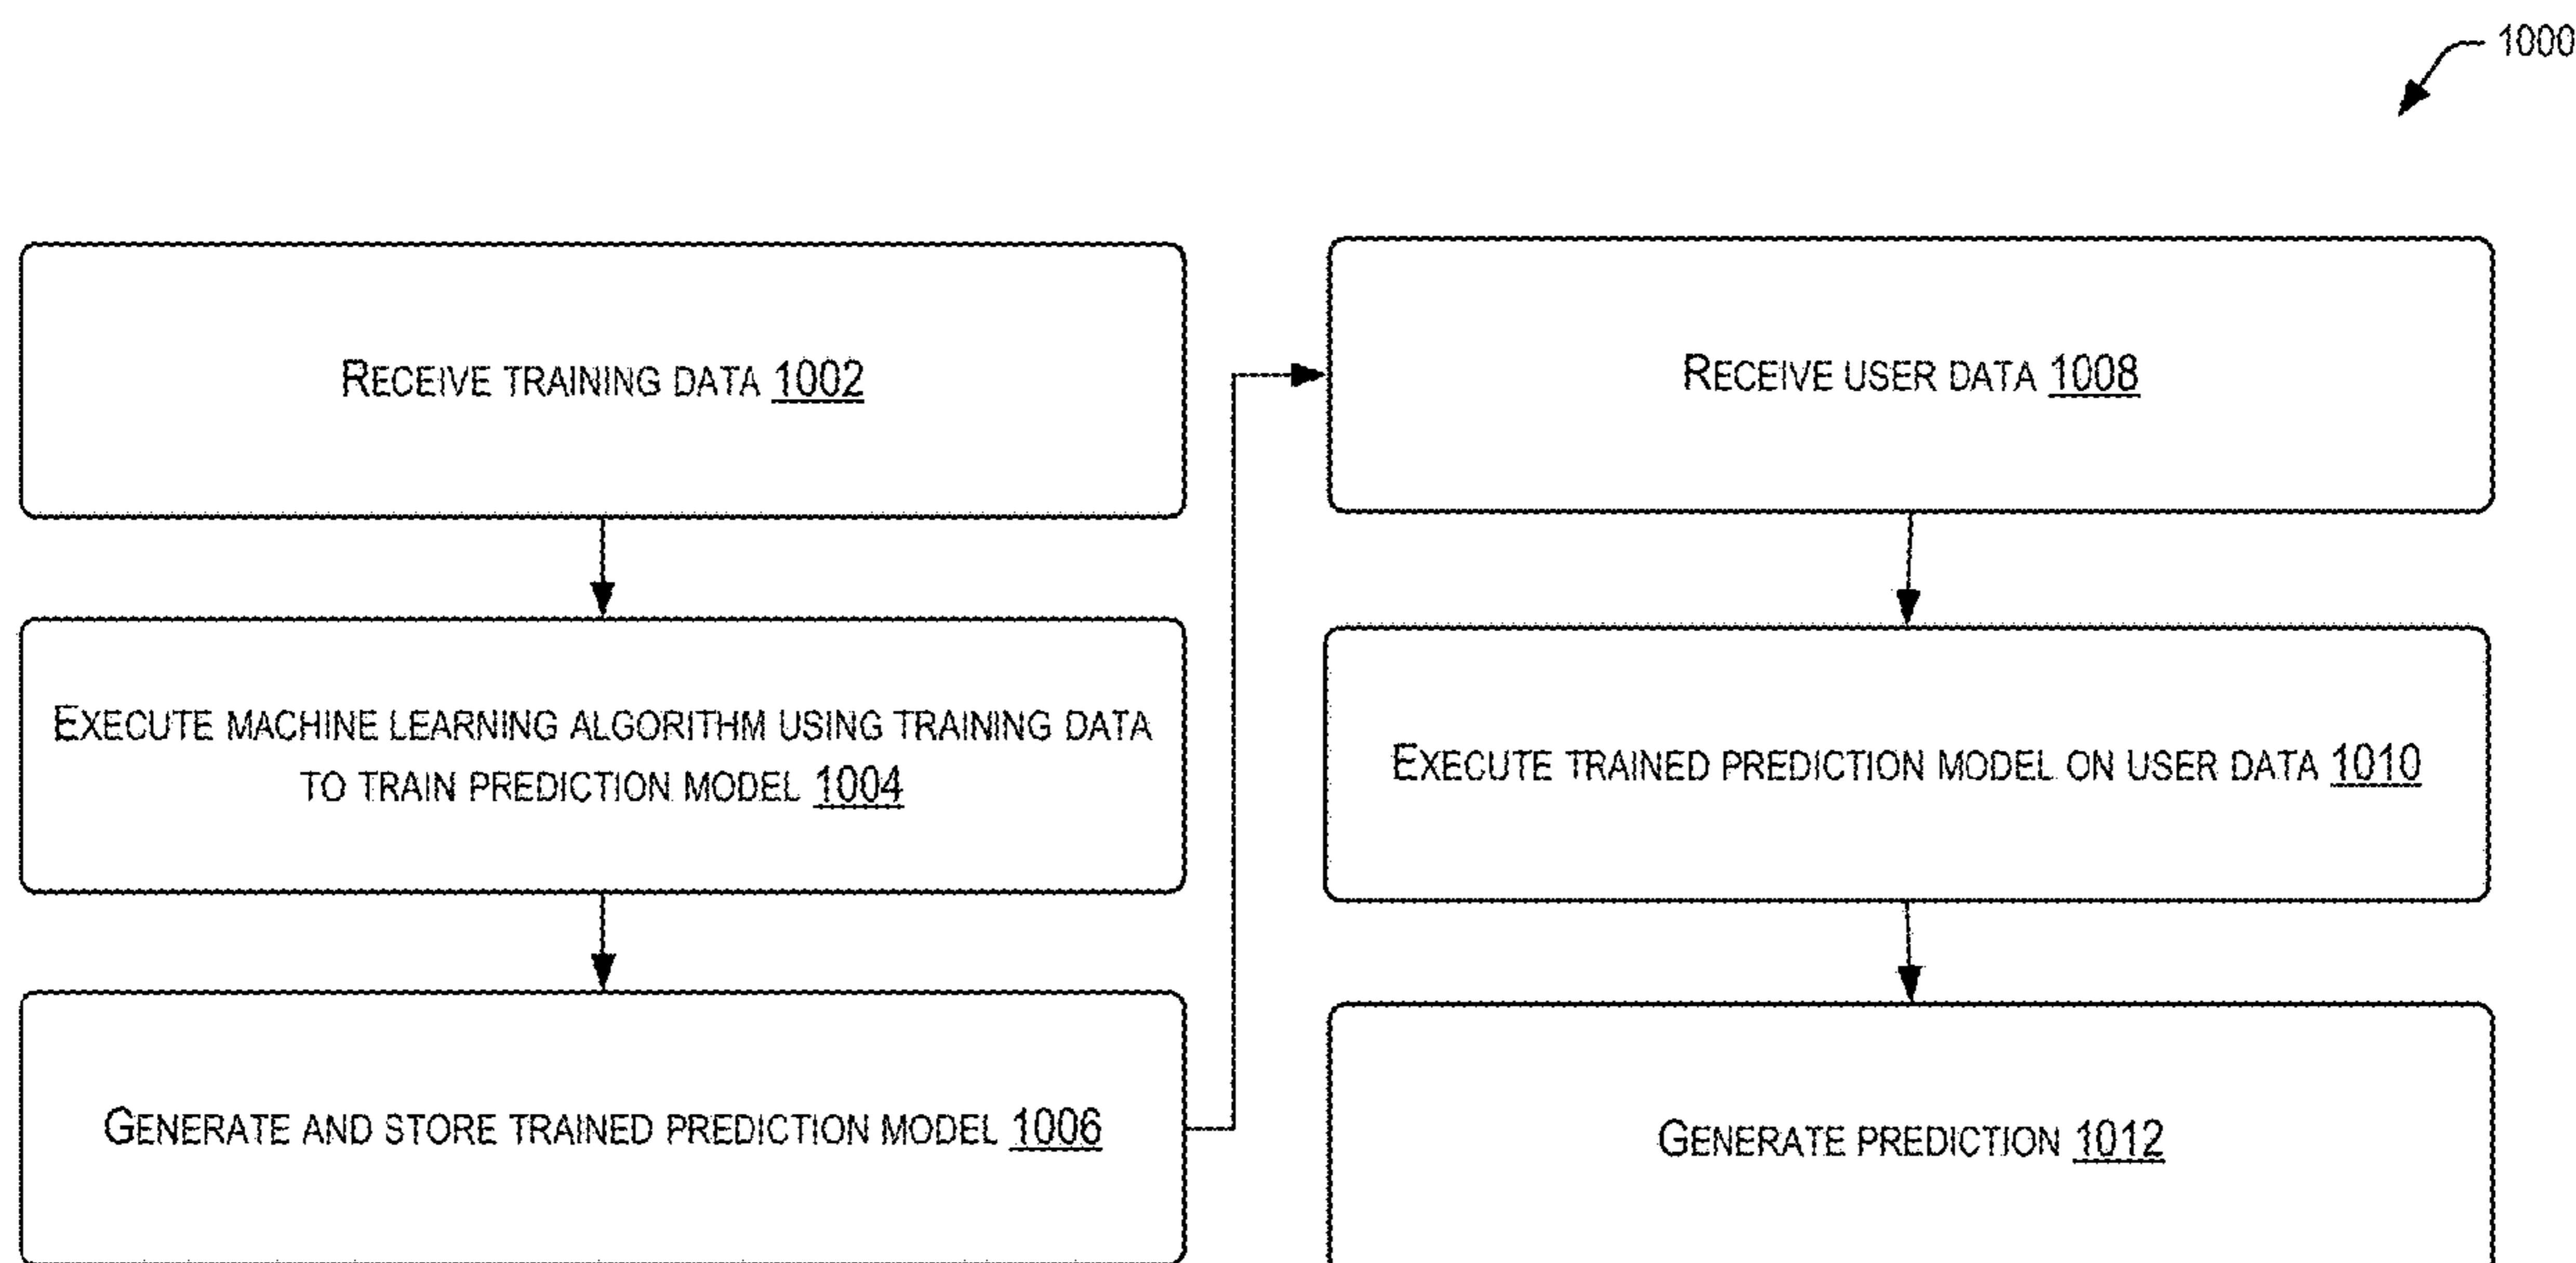 1000
RECEIVE TRAINING DATA 1002
EXECUTE MACHINE LEARNING ALGORITHM USING TRAINING DATA
TO TRAIN PREDICTION MODEL 1004
GENERATE AND STORE TRAINED PREDICTION MODEL 1006
RECEIVE USER DATA 1008
EXECUTE TRAINED PREDICTION MODEL ON USER DATA 1010
GENERATE PREDICTION 1012